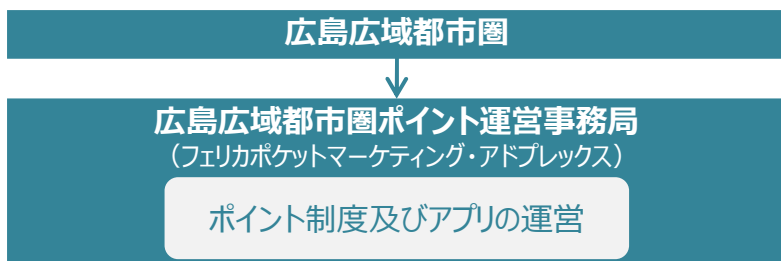 広島広域都市圏
広島広域都市圏ポイント運営事務局
（フェリカポケットマーケティング・アドプレックス）
ポイント制度及びアプリの運営